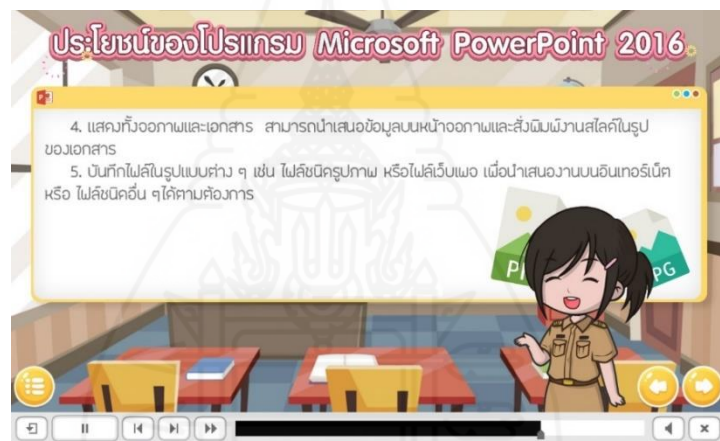 ประโยชน์ของโปรแกรม Microsoft PowerPoint 2016
4. แสดงทั้งจอภาพและเอกสาร สามารถนำเสนอข้อมูลบนหน้าจอภาพและสั่งพิมพ์งานสไลด์ในรูป
ของเอกสาร
5. บันทึกไฟล์ในรูปแบบต่าง ๆ เช่น ไฟล์ชนิดรูปภาพ หรือไฟล์เว็บเพจ เพื่อนำเสนองานบนอินเทอร์เน็ต
หรือ ไฟล์ชนิดอื่น ๆได้ตามต้องการ